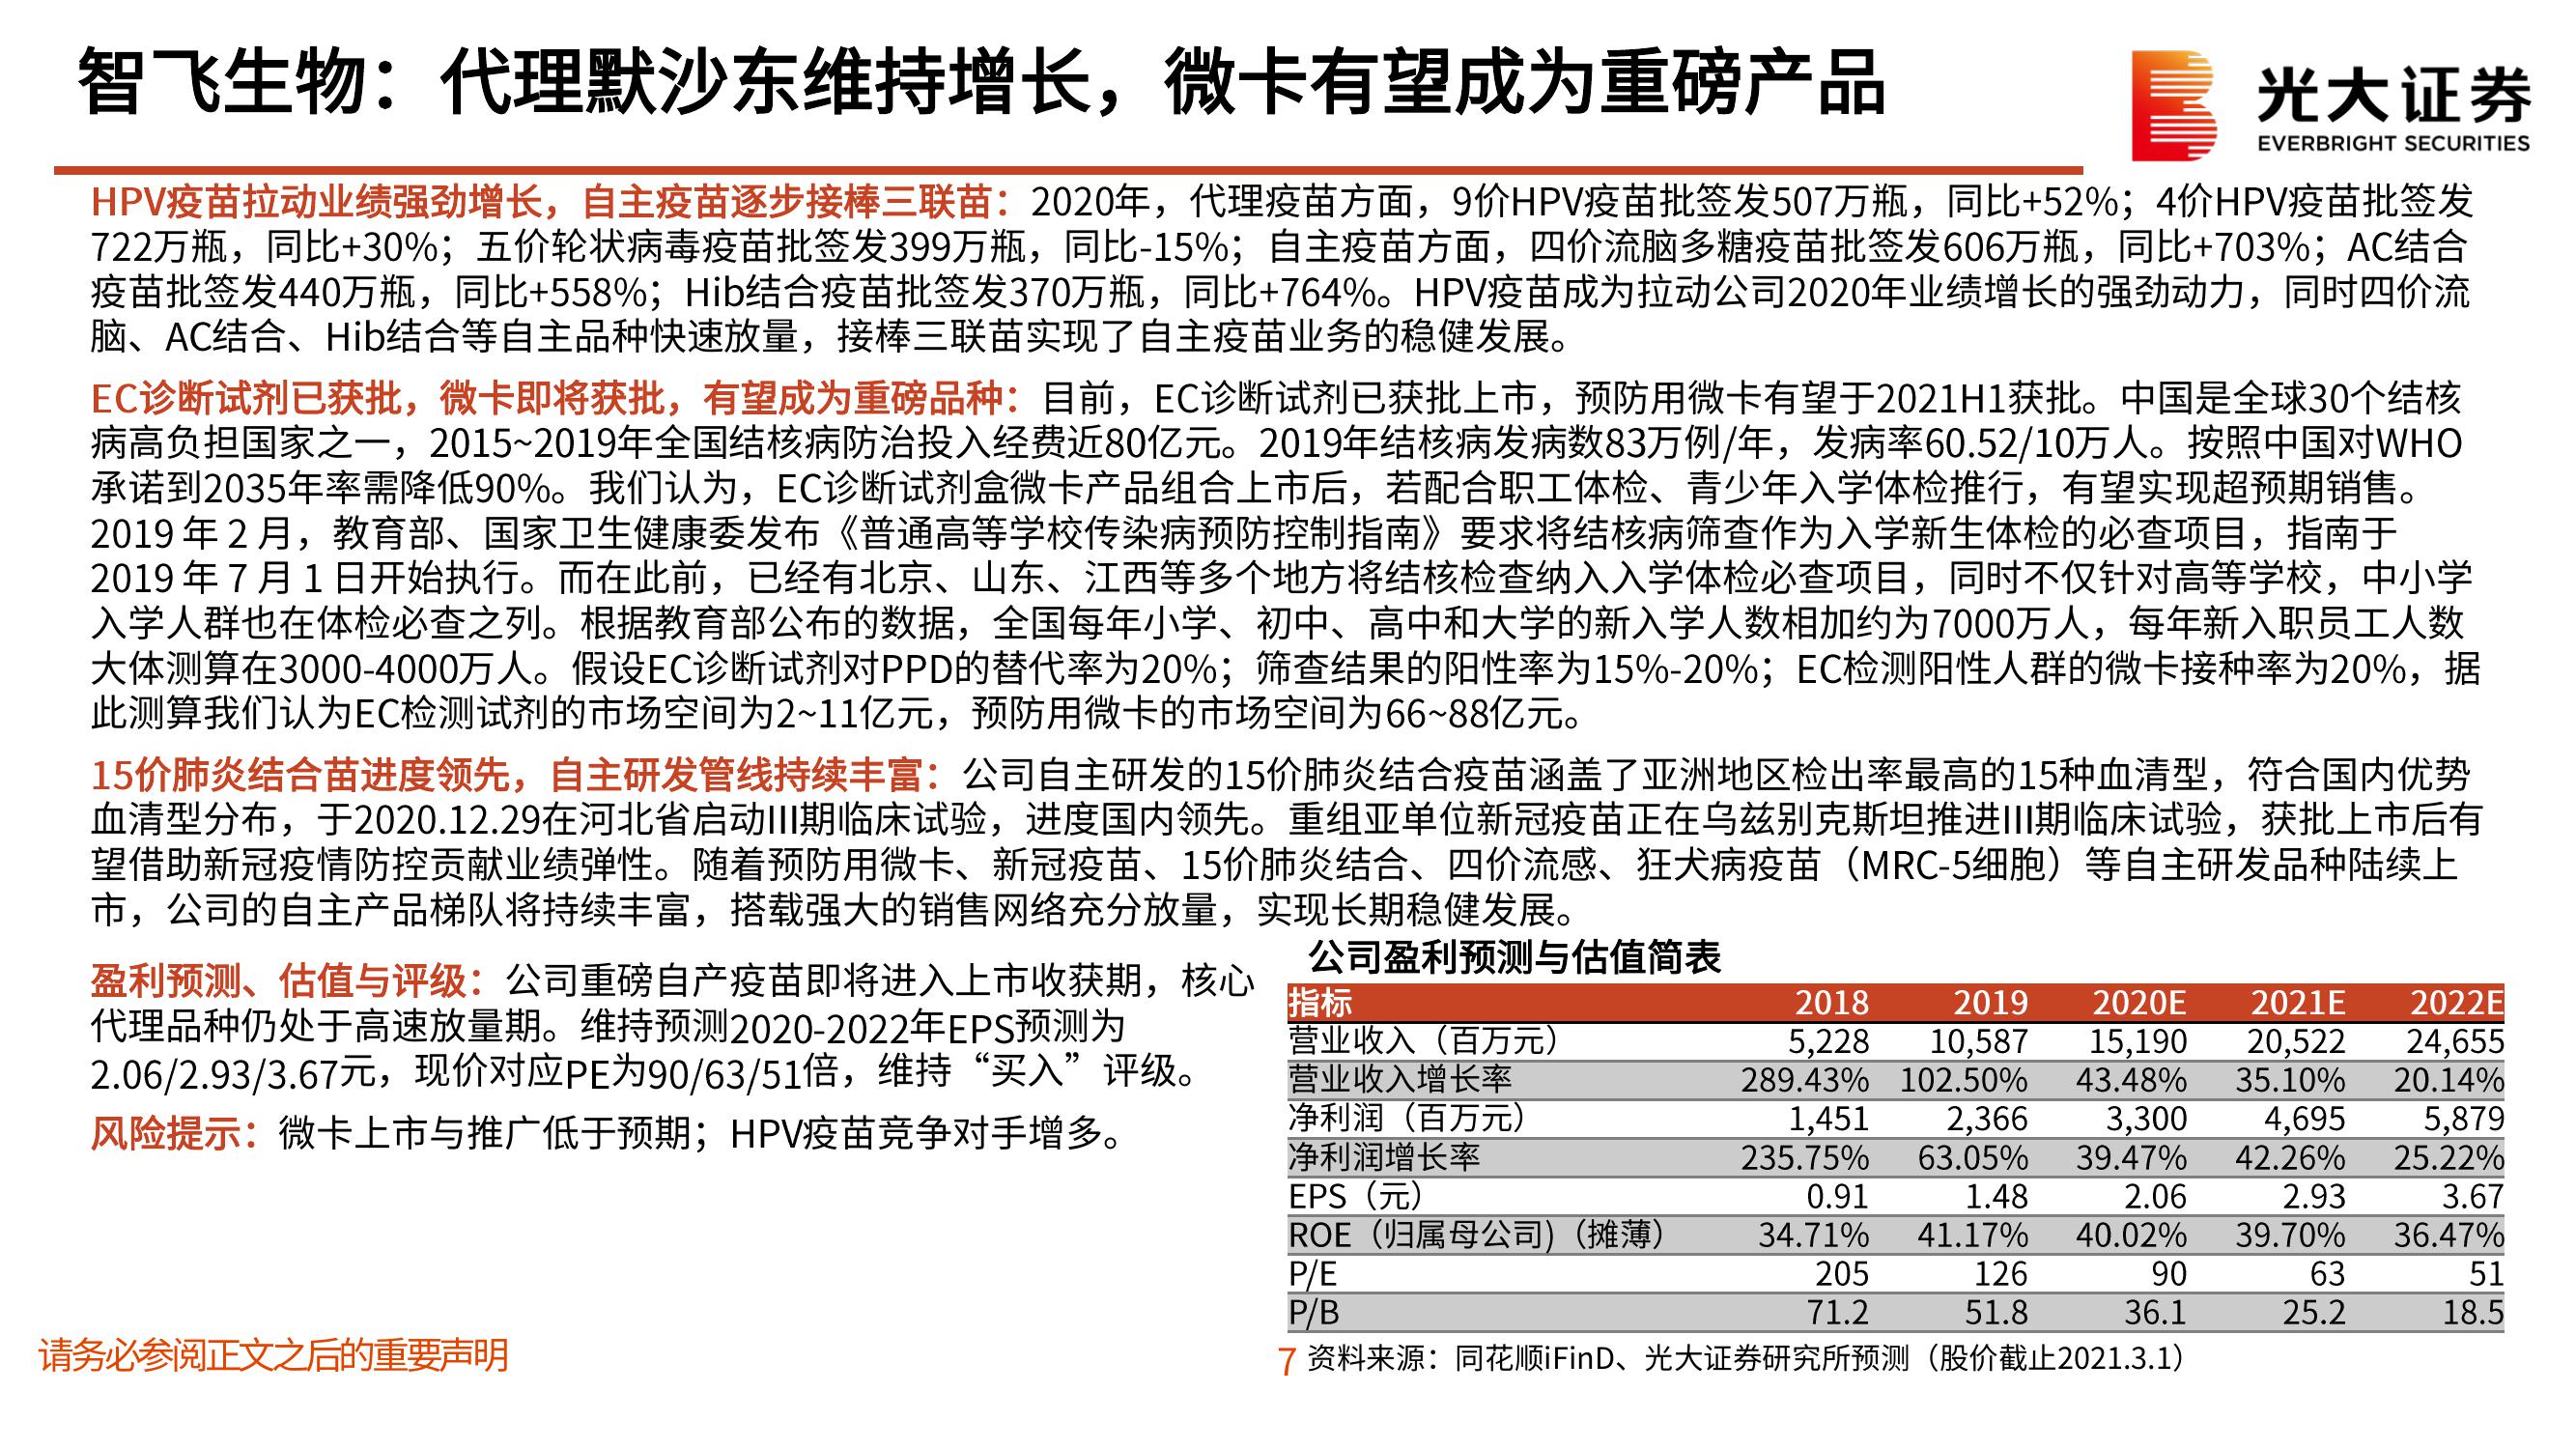 智飞生物：代理默沙东维持增长，微卡有望成为重磅产品
光大证券
EVERBRIGHT SECURITIES
HPV疫苗拉动业绩强劲增长，自主疫苗逐步接棒三联苗：2020年，代理疫苗方面，9价HPV疫苗批签发507万瓶，同比+52%；4价HPV疫苗批签发
722万瓶，同比+30%；五价轮状病毒疫苗批签发399万瓶，同比-15%；自主疫苗方面，四价流脑多糖疫苗批签发606万瓶，同比+703%；AC结合
疫苗批签发440万瓶，同比+558%；Hib结合疫苗批签发370万瓶，同比+764%。HPV疫苗成为拉动公司2020年业绩增长的强劲动力，同时四价流
脑、AC结合、Hib结合等自主品种快速放量，接棒三联苗实现了自主疫苗业务的稳健发展。
EC诊断试剂已获批，微卡即将获批，有望成为重磅品种：目前，EC诊断试剂已获批上市，预防用微卡有望于2021H1获批。中国是全球30个结核
病高负担国家之一，2015~2019年全国结核病防治投入经费近80亿元。2019年结核病发病数83万例/年，发病率60.52/10万人。按照中国对WHO
承诺到2035年率需降低90%。我们认为，EC诊断试剂盒微卡产品组合上市后，若配合职工体检、青少年入学体检推行，有望实现超预期销售。
2019 年 2 月，教育部、国家卫生健康委发布《普通高等学校传染病预防控制指南》要求将结核病筛查作为入学新生体检的必查项目，指南于
2019 年 7 月 1 日开始执行。而在此前，已经有北京、山东、江西等多个地方将结核检查纳入入学体检必查项目，同时不仅针对高等学校，中小学
入学人群也在体检必查之列。根据教育部公布的数据，全国每年小学、初中、高中和大学的新入学人数相加约为7000万人，每年新入职员工人数
大体测算在3000-4000万人。假设EC诊断试剂对PPD的替代率为20%；筛查结果的阳性率为15%-20%；EC检测阳性人群的微卡接种率为20%，据
此测算我们认为EC检测试剂的市场空间为2~11亿元，预防用微卡的市场空间为66~88亿元。
15价肺炎结合苗进度领先，自主研发管线持续丰富：公司自主研发的15价肺炎结合疫苗涵盖了亚洲地区检出率最高的15种血清型，符合国内优势
血清型分布，于2020.12.29在河北省启动III期临床试验，进度国内领先。重组亚单位新冠疫苗正在乌兹别克斯坦推进III期临床试验，获批上市后有
望借助新冠疫情防控贡献业绩弹性。随着预防用微卡、新冠疫苗、15价肺炎结合、四价流感、狂犬病疫苗（MRC-5细胞）等自主研发品种陆续上
市，公司的自主产品梯队将持续丰富，搭载强大的销售网络充分放量，实现长期稳健发展。
盈利预测、估值与评级：公司重磅自产疫苗即将进入上市收获期，核心
代理品种仍处于高速放量期。维持预测2020-2022年EPS预测为
2.06/2.93/3.67元，现价对应PE为90/63/51倍，维持“买入”评级。
风险提示：微卡上市与推广低于预期；HPV疫苗竞争对手增多。
公司盈利预测与估值简表
指标 2018 2019 2020E 2021E 2022E
营业收入（百万元） 5,228 10,587 15,190 20,522 24,655
营业收入增长率 289.43% 102.50% 43.48% 35.10% 20.14%
净利润（百万元） 1,451 2,366 3,300 4,695 5,879
净利润增长率 235.75% 63.05% 39.47% 42.26% 25.22%
EPS（元） 0.91 1.48 2.06 2.93 3.67
ROE（归属母公司)（摊薄） 34.71% 41.17% 40.02% 39.70% 36.47%
P/E 205 126 90 63 51
P/B 71.2 51.8 36.1 25.2 18.5
资料来源：同花顺iFinD、光大证券研究所预测（股价截止2021.3.1）
请务必参阅正文之后的重要声明
7